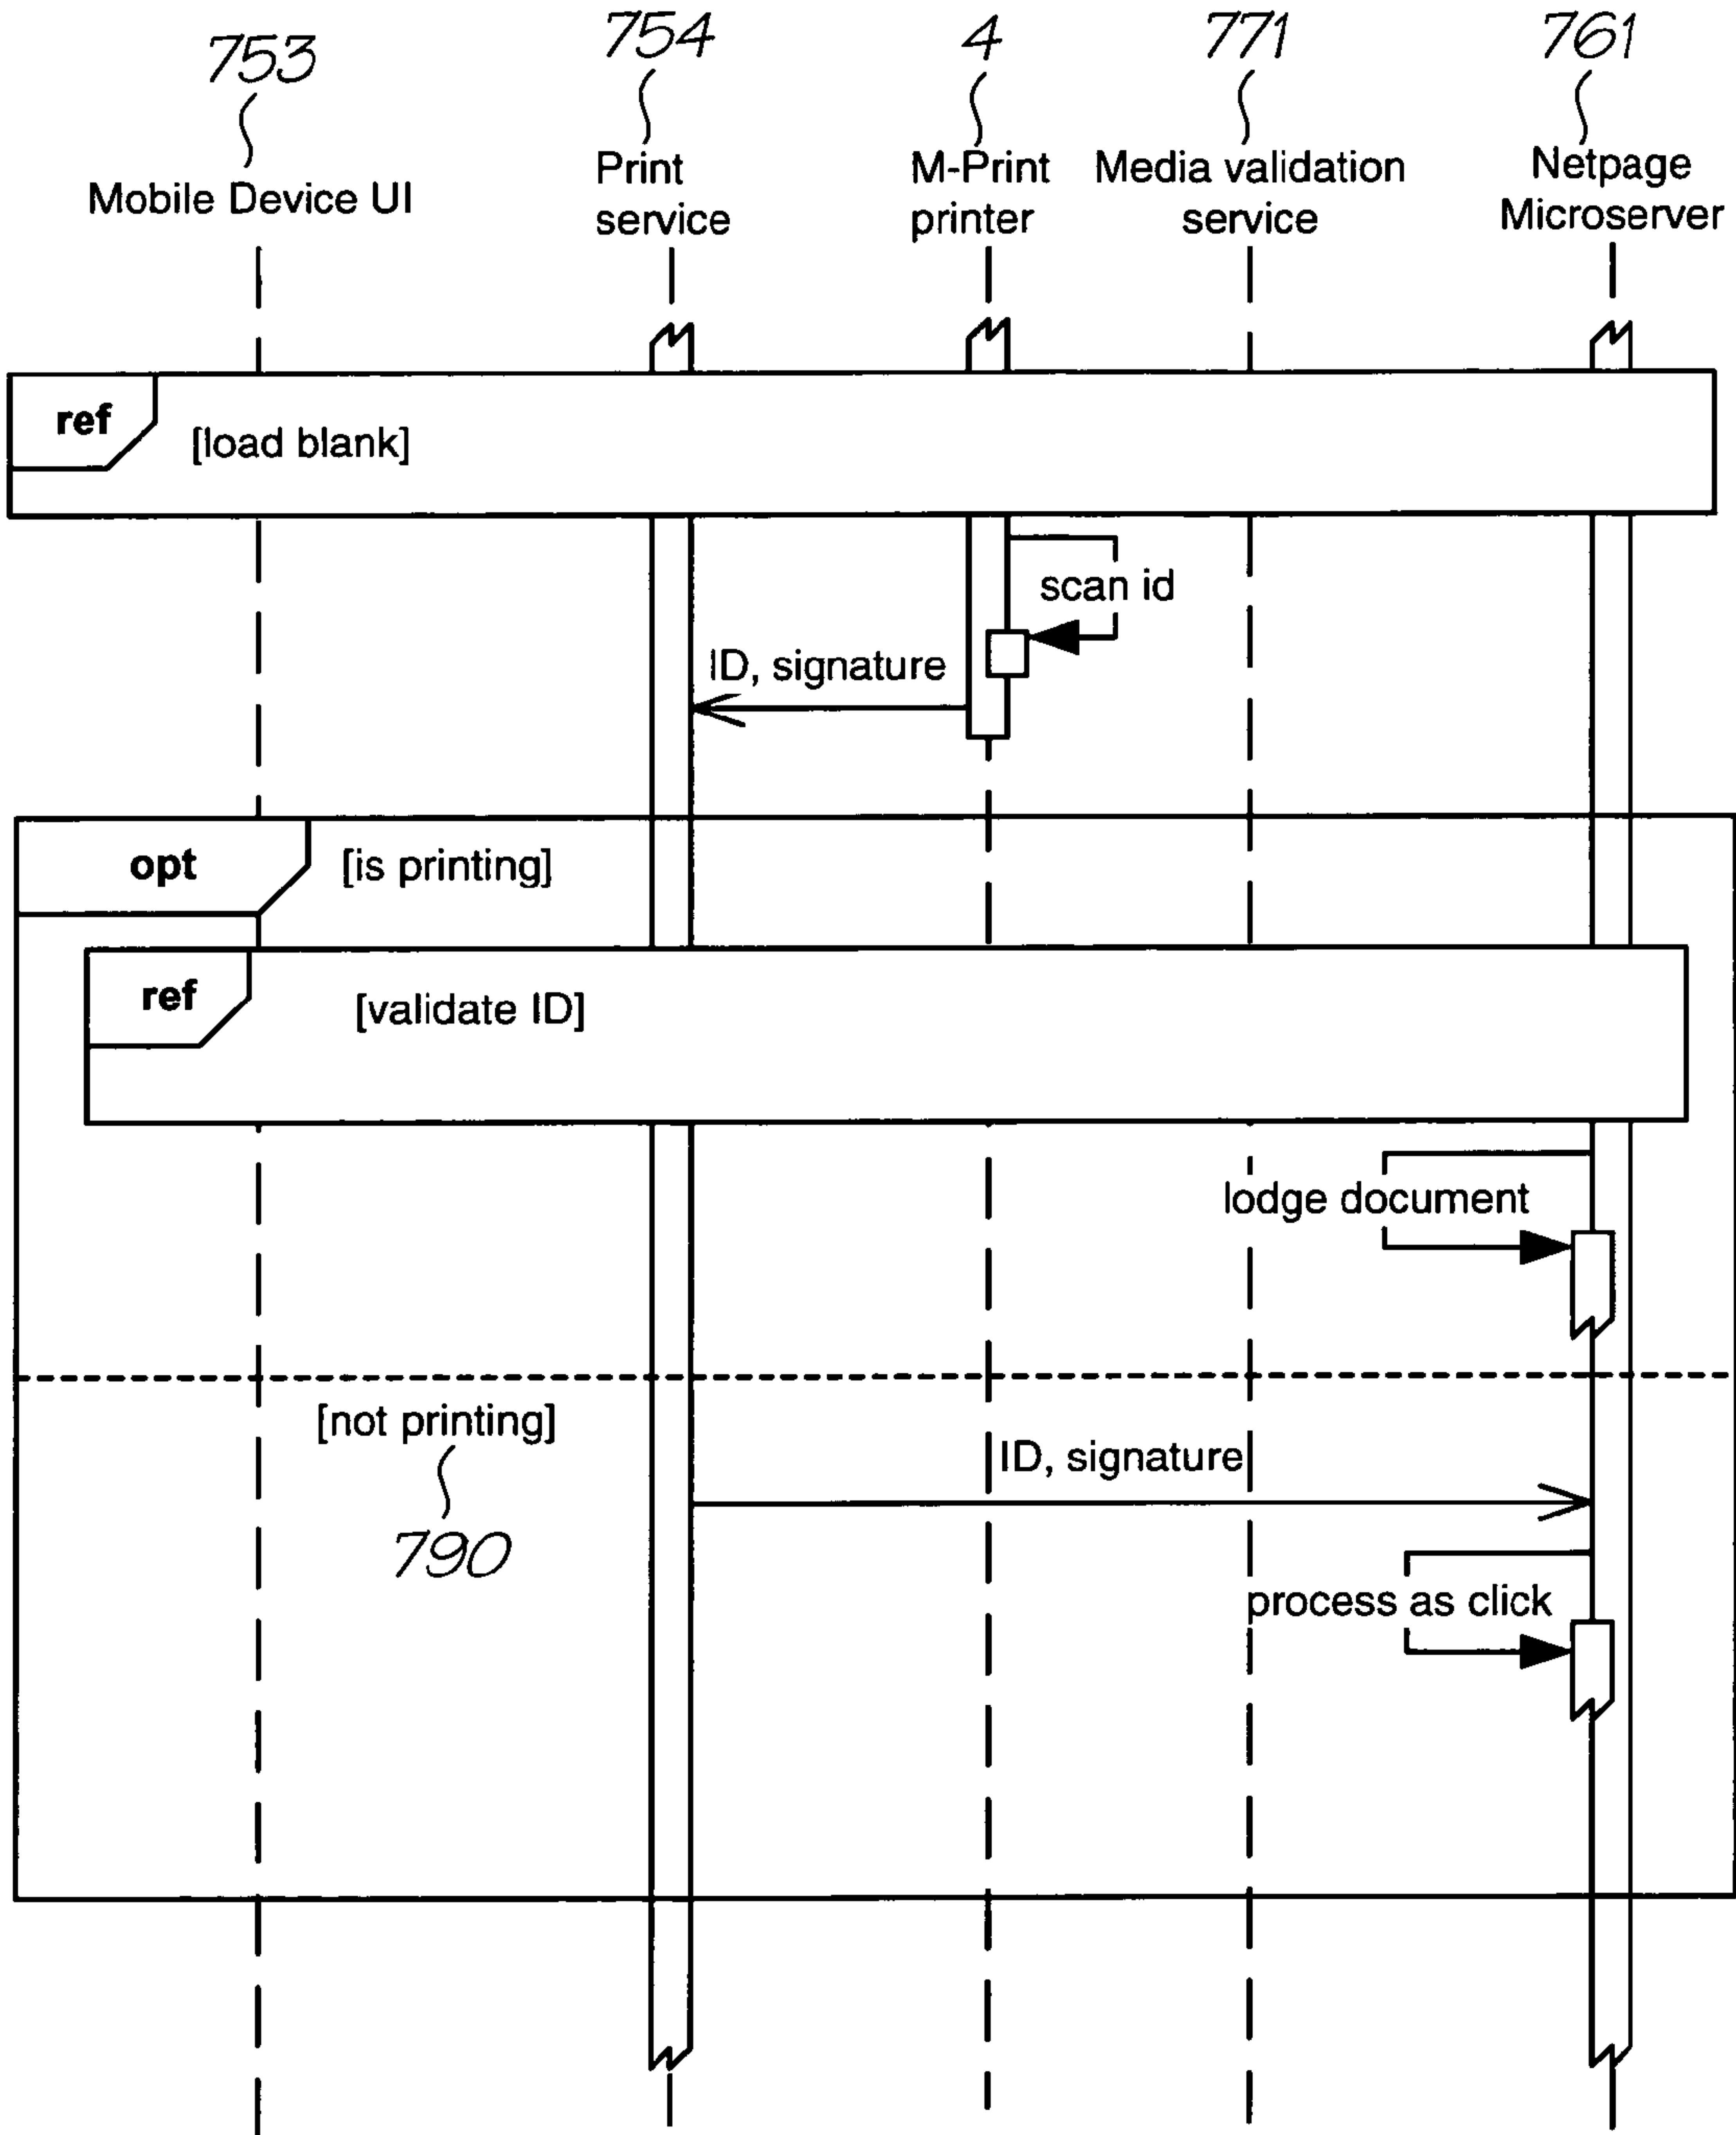 753
754
4
771
761
Mobile Device UI
Print
service
M-Print
printer
Media validation
service
Netpage
Microserver
ref
[load blank]
scan id
ID, signature
opt
[is printing]
ref
[validate ID]
lodge document
[not printing]
790
ID, signature
process as click